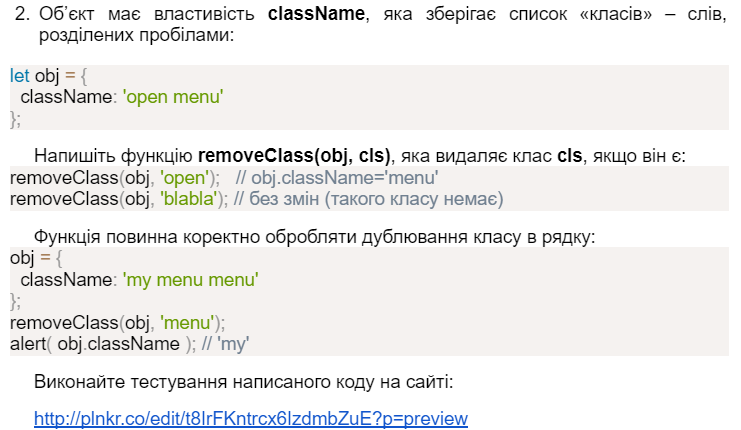 2. Об’єкт має властивість className, яка зберігає список «класів» – слів,
розділених пробілами:
let obj = {
className: 'open menu'
};
Напишіть функцію removeClass(obj, cls), яка видаляє клас cls, якщо він є:
removeClass(obj, 'open'); // obj.className='menu'
removeClass(obj, 'blabla'); // без змін (такого класу немає)
Функція повинна коректно обробляти дублювання класу в рядку:
obj = {
className: 'my menu menu'
};
removeClass(obj, 'menu');
alert( obj.className ); // 'my'
Виконайте тестування написаного коду на сайті:
http://plnkr.co/edit/t8IrFKntrcx6lzdmbZuE?p=preview